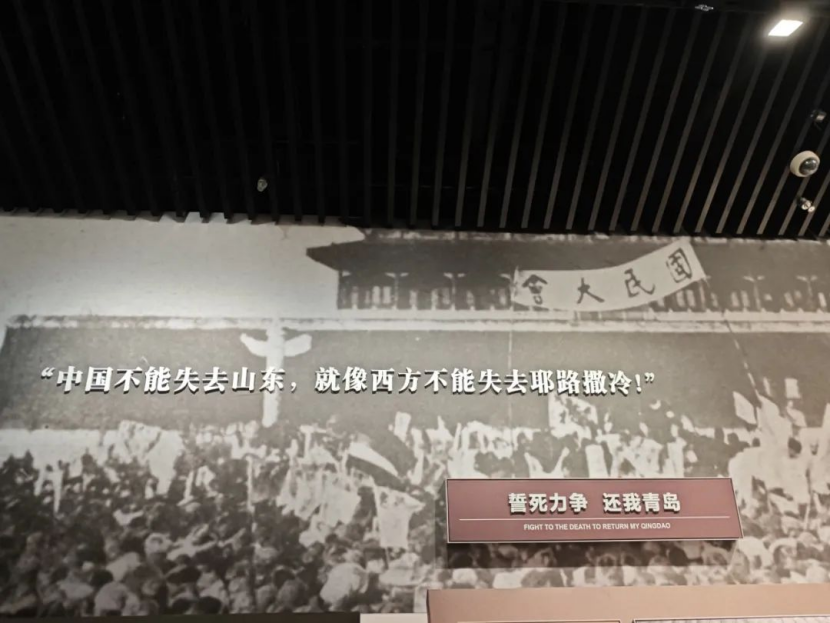 會大民國
“中国不能失去山东，就像西方不能失去耶路撒冷!”
誓死力争 还我青岛
FIGHT TO THE DEATH TO RETURN MY QINGDAO